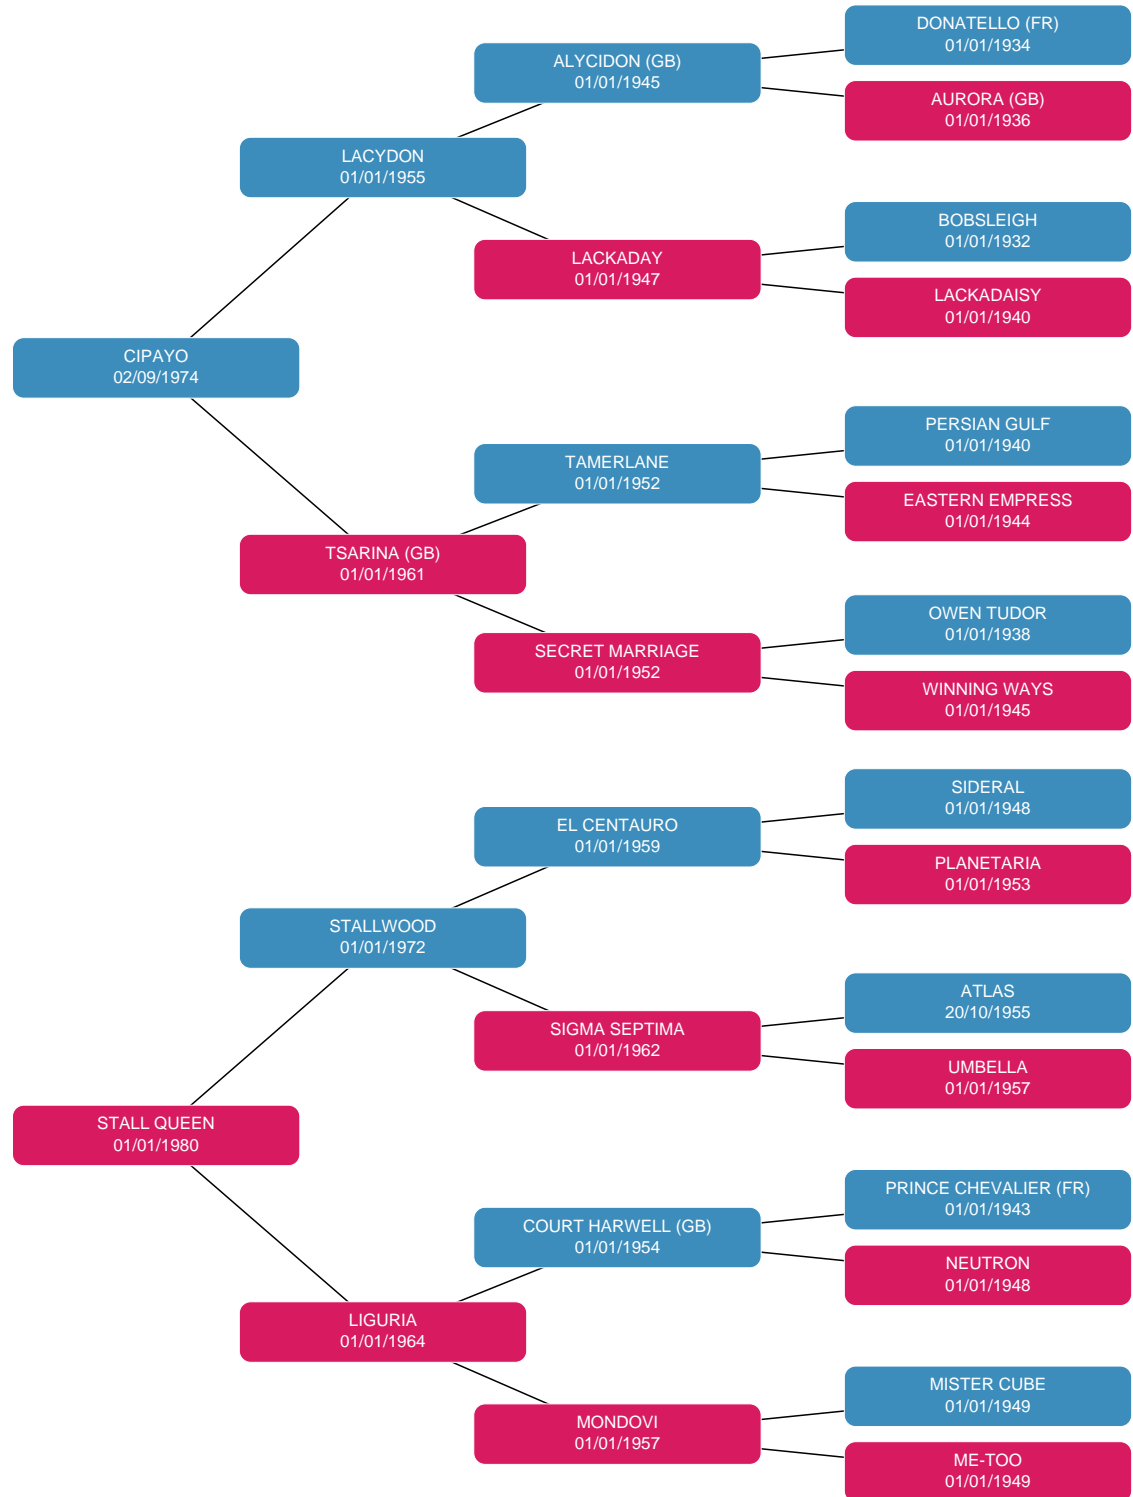 DONATELLO (FR)
01/01/1934
ALYCIDON (GB)
01/01/1945
AURORA (GB)
01/01/1936
LACYDON
01/01/1955
BOBSLEIGH
01/01/1932
LACKADAY
01/01/1947
LACKADAISY
01/01/1940
CIPAYO
02/09/1974
PERSIAN GULF
01/01/1940
TAMERLANE
01/01/1952
EASTERN EMPRESS
01/01/1944
TSARINA (GB)
01/01/1961
OWEN TUDOR
01/01/1938
SECRET MARRIAGE
01/01/1952
WINNING WAYS
01/01/1945
SIDERAL
01/01/1948
EL CENTAURO
01/01/1959
PLANETARIA
01/01/1953
STALLWOOD
01/01/1972
ATLAS
20/10/1955
SIGMA SEPTIMA
01/01/1962
UMBELLA
01/01/1957
STALL QUEEN
01/01/1980
PRINCE CHEVALIER (FR)
01/01/1943
COURT HARWELL (GB)
01/01/1954
NEUTRON
01/01/1948
LIGURIA
01/01/1964
MISTER CUBE
01/01/1949
MONDOVI
01/01/1957
ME-TOO
01/01/1949